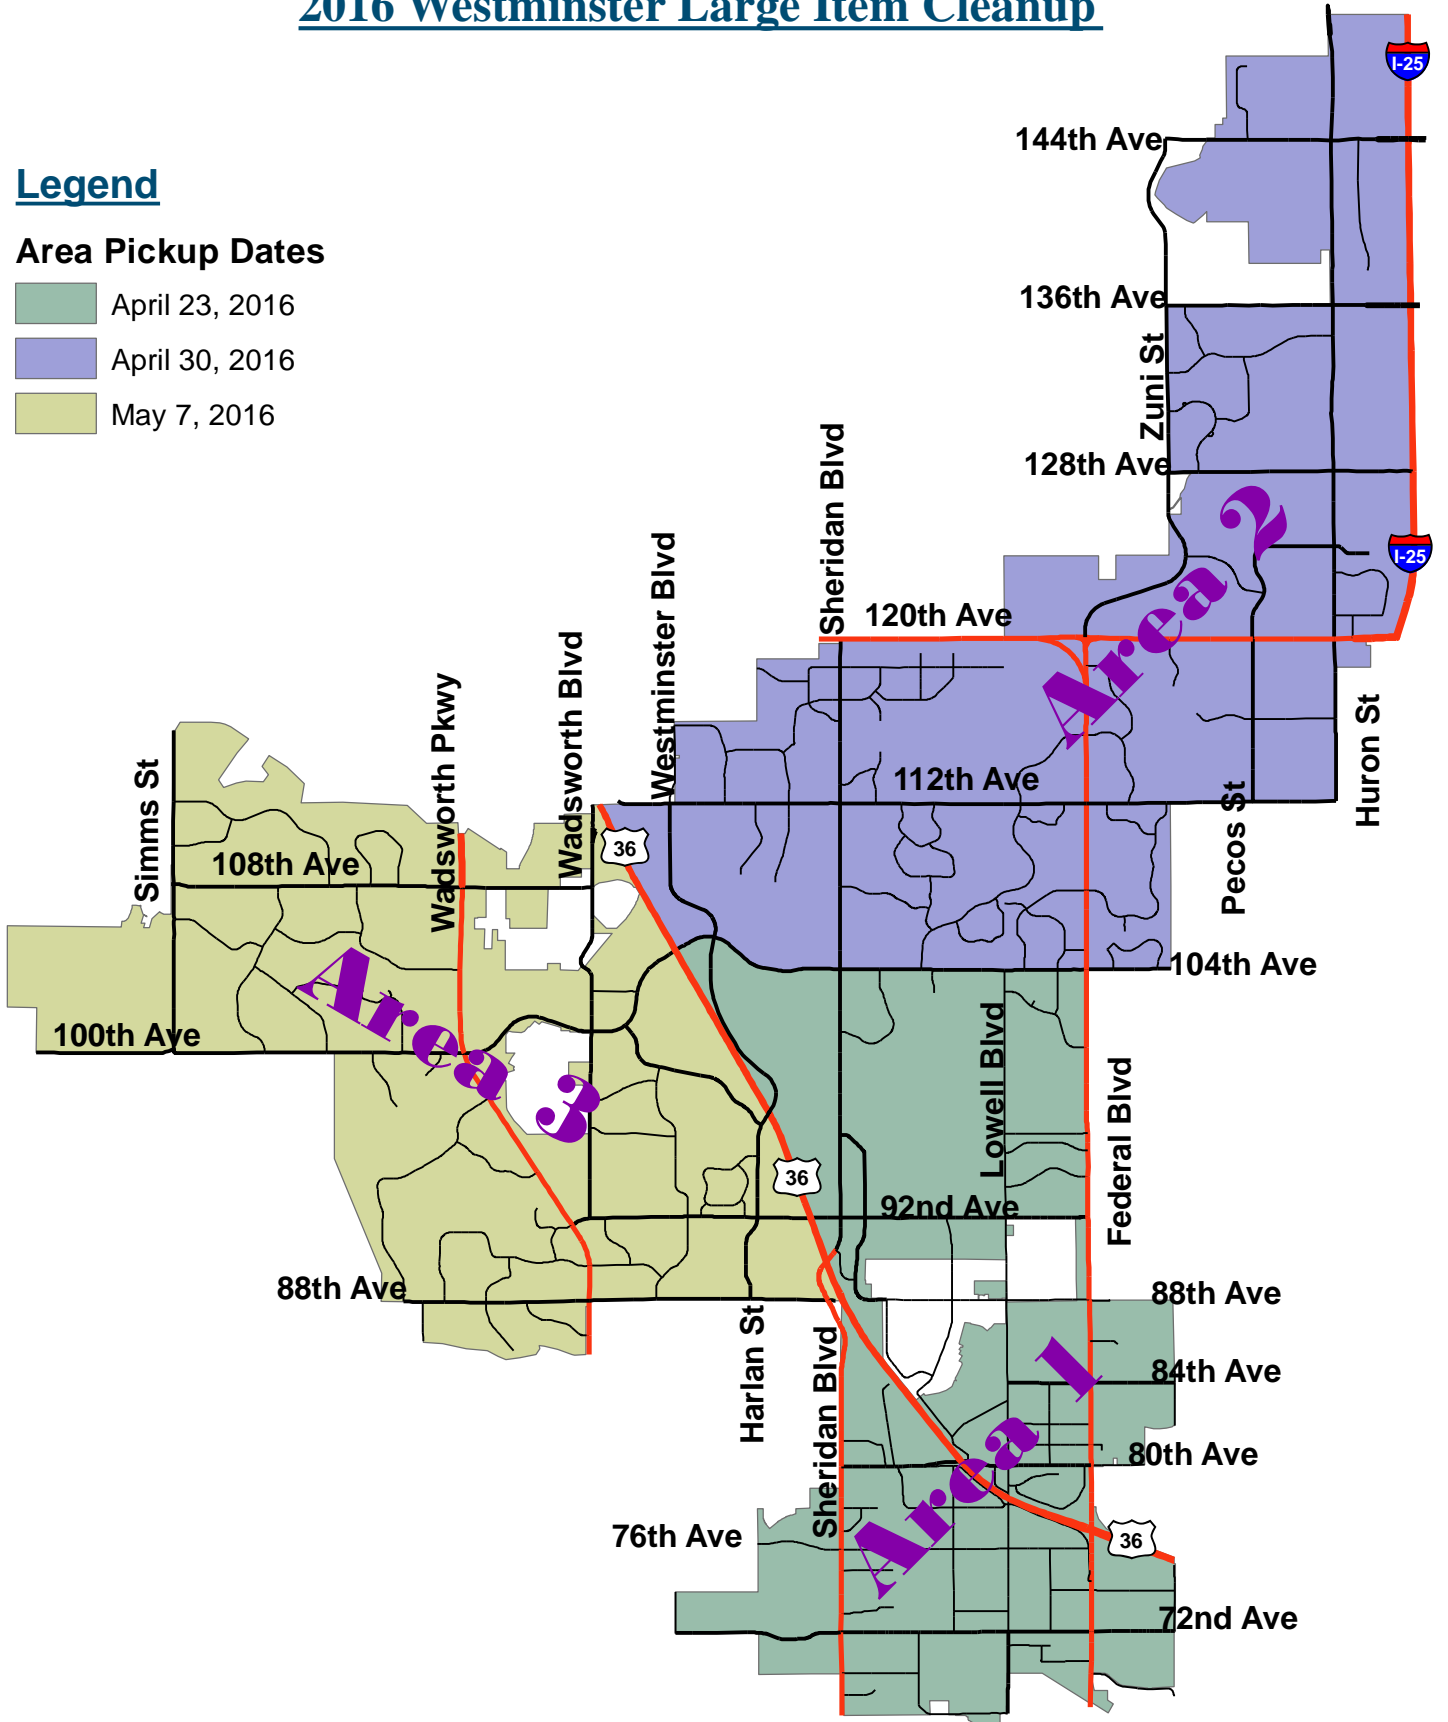 2016 Westminster Large Item Cleanup
Legend
Area Pickup Dates
April 23, 2016
April 30, 2016
May 7, 2016
I-25
144th Ave
136th Ave
Zuni St
128th Ave
Area 2
I-25
Sheridan Blvd
120th Ave
Westminster Blvd
Wadsworth Blvd
Wadsworth Pkwy
Simms St
Huron St
112th Ave
Pecos St
36
108th Ave
104th Ave
Area 3
100th Ave
Lowell Blvd
Federal Blvd
36
92nd Ave
88th Ave
88th Ave
Harlan St
Sheridan Blvd
Area 1
84th Ave
80th Ave
76th Ave
36
72nd Ave